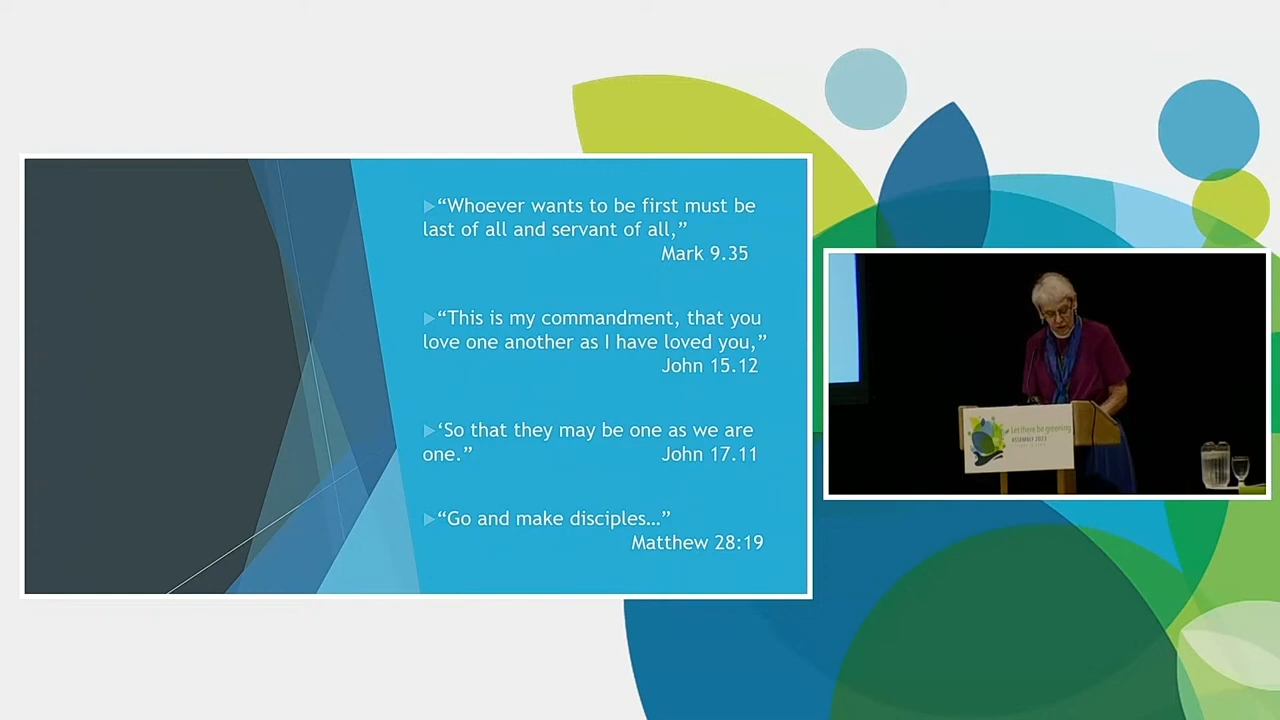 “Whoever wants to be first must be
last of all and servant of all,”
Mark 9.35
“This is my commandment, that you
love one another as I have loved you,”
John 15.12
‘So that they may be one as we are
one.” John 17.11
“Go and make disciples…”
Matthew 28:19
Let there be greening
ASSEMBLY 2023